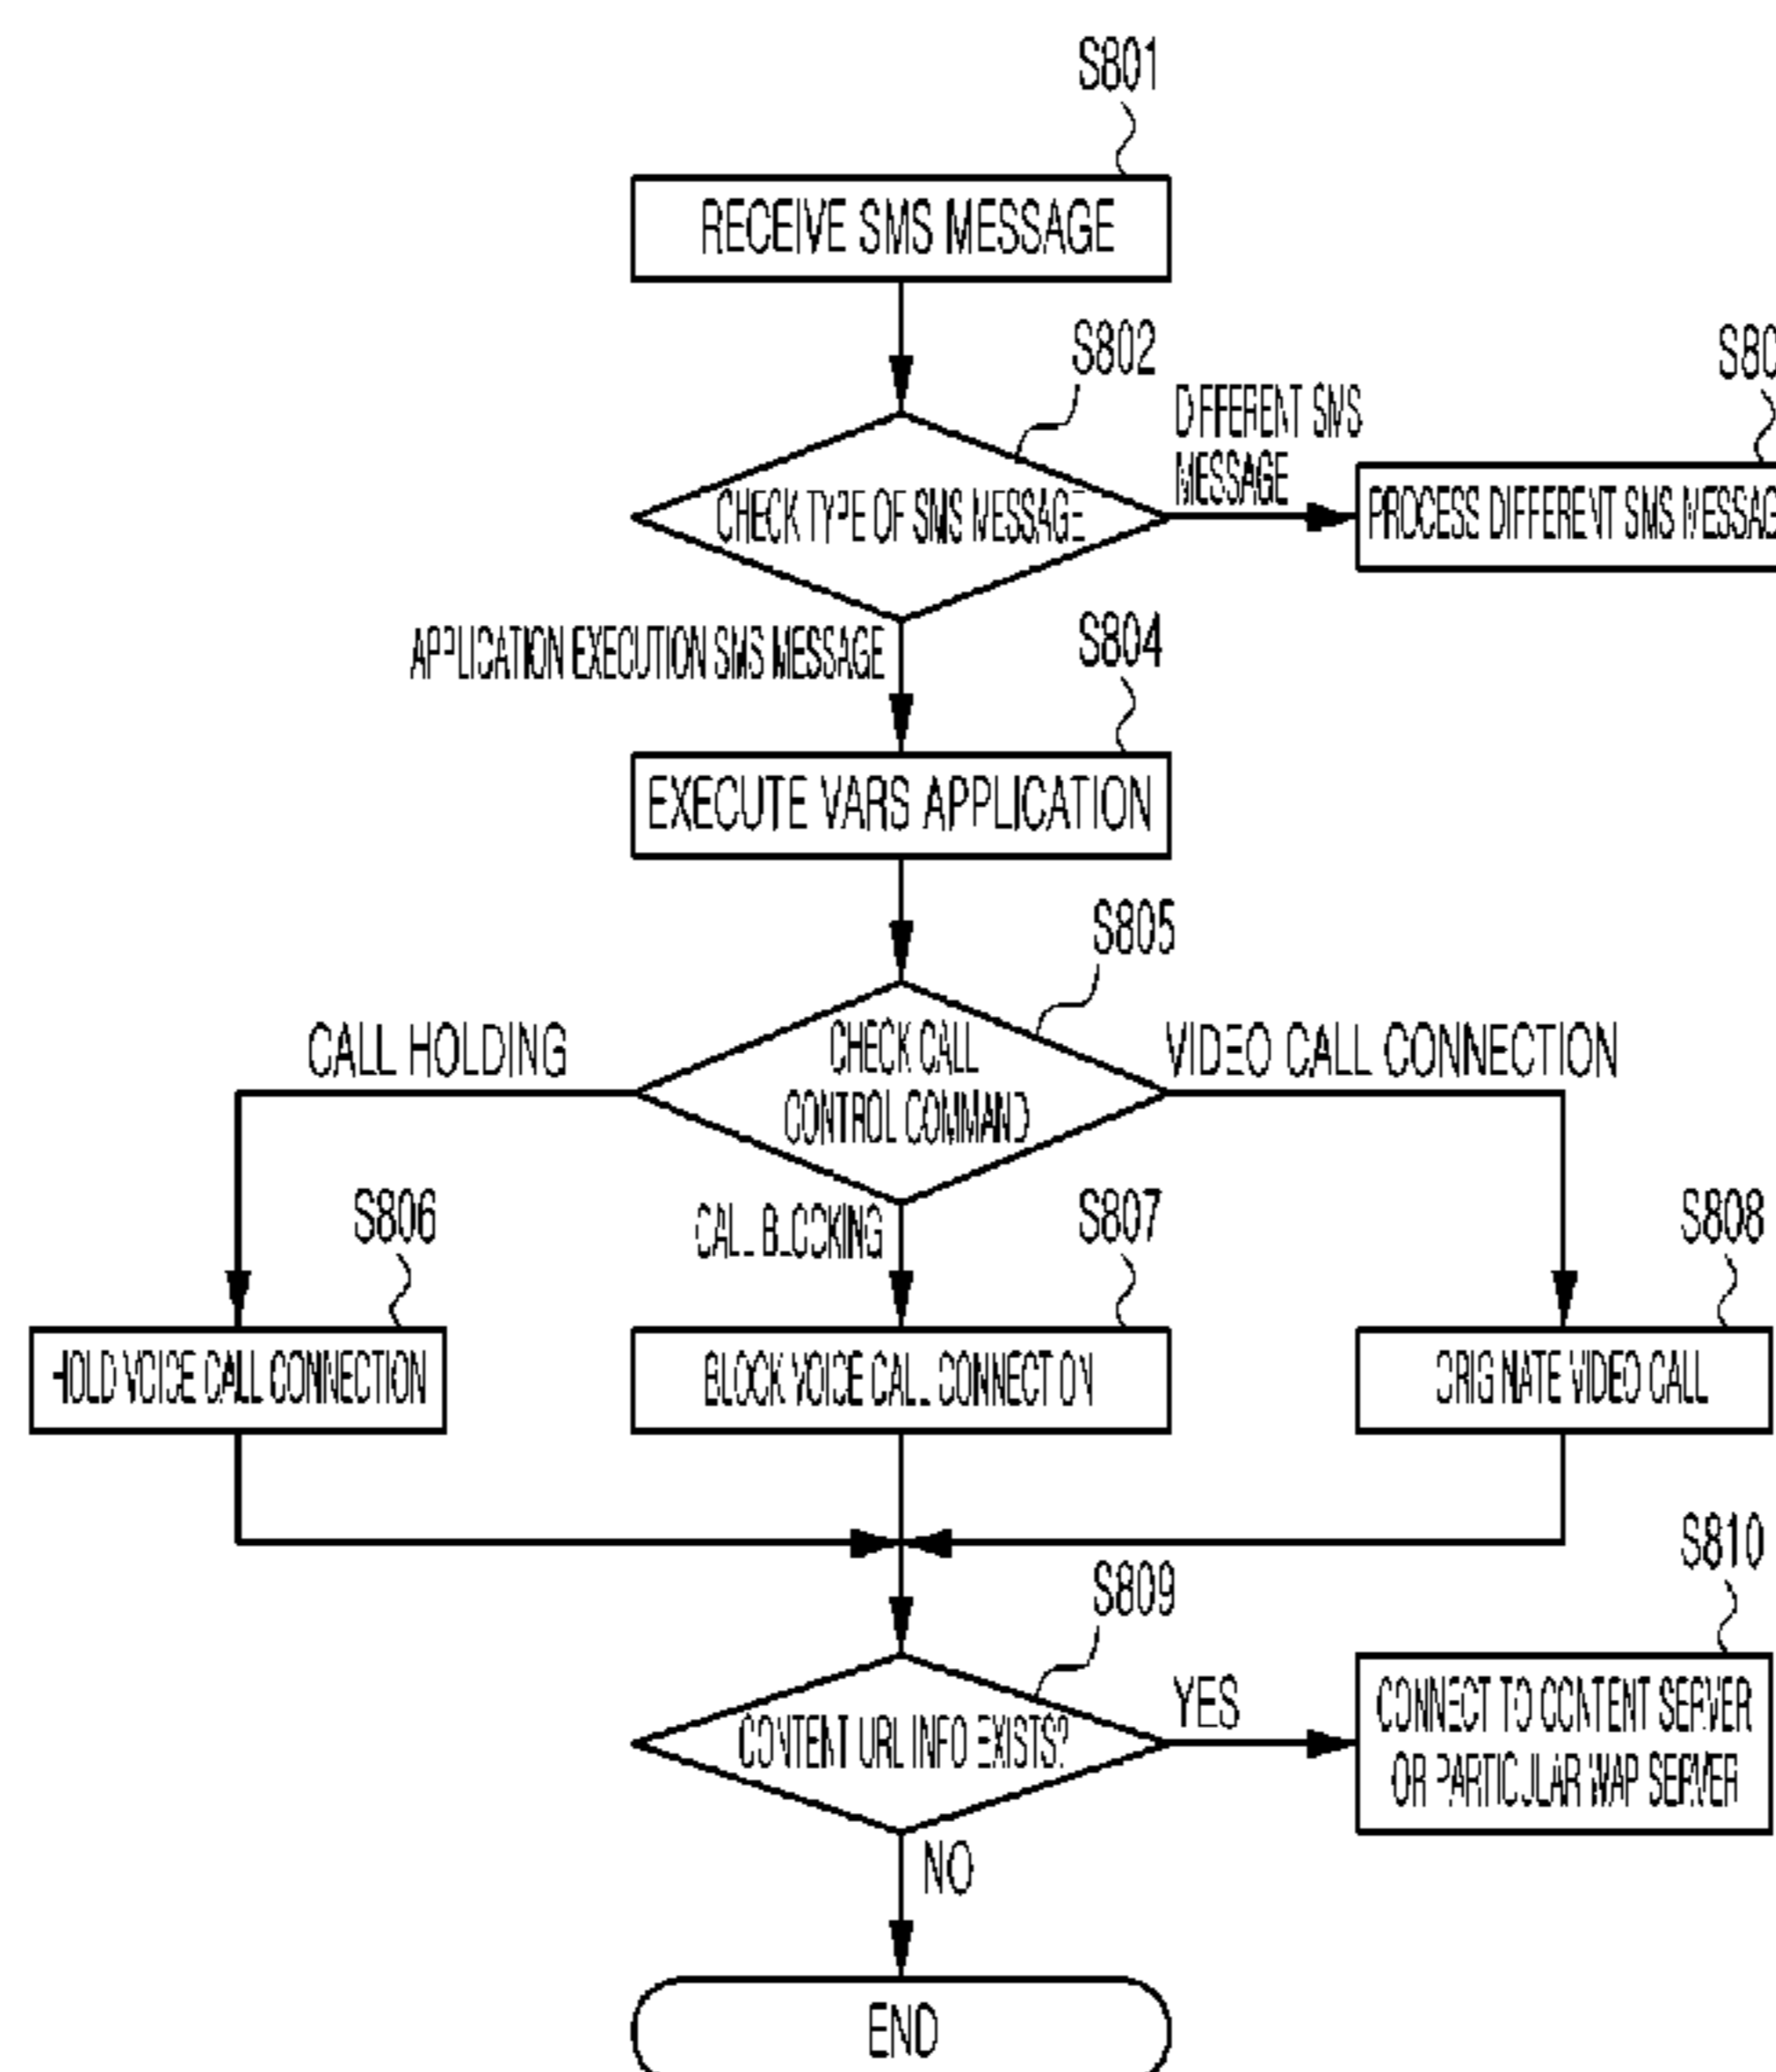 S801
RECEIVE SMS MESSAGE
S802
DIFFERENT SMS
MESSAGE
S80
CHECK TYPE OF SMS MESSAGE
PROCESS DIFFERENT SMS MESSAG
APPLICATION EXECUTION SMS MESSAGE
S804
EXECUTE VARS APPLICATION
S805
CALL HOLDING
CHECK CALL
CONTROL COMMAND
VIDEO CALL CONNECTION
S806
CALL BLOCKING
S807
S808
HOLD VOICE CALL CONNECTION
BLOCK VOICE CALL CONNECTION
ORIGINATE VIDEO CALL
S809
S810
CONTENT URL INFO EXISTS?
YES
CONNECT TO CONTENT SERVER
OR PARTICULAR WAP SERVER
NO
END